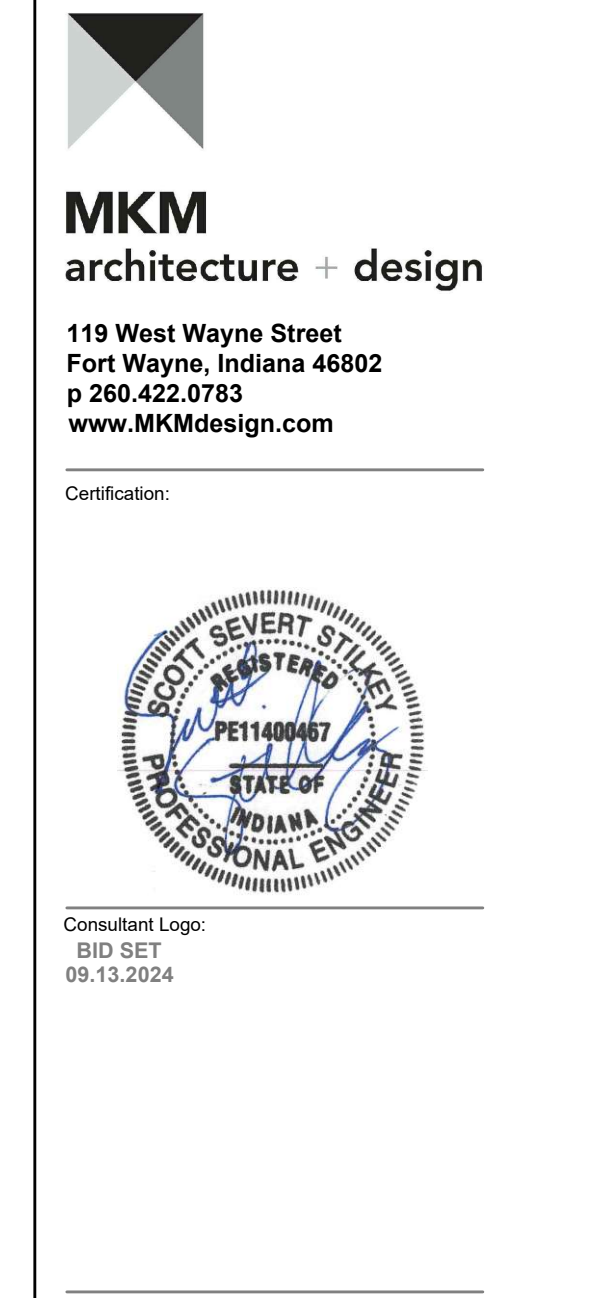 MKM
architecture + design
119 West Wayne Street
Fort Wayne, Indiana 46802
p 260.422.0783
www.MKMdesign.com
Certification:
SCOTT SEVERT STILKEY
REGISTERED
PE11400467
STATE OF
INDIANA
PROFESSIONAL ENGINEER
Consultant Logo:
BID SET
09.13.2024